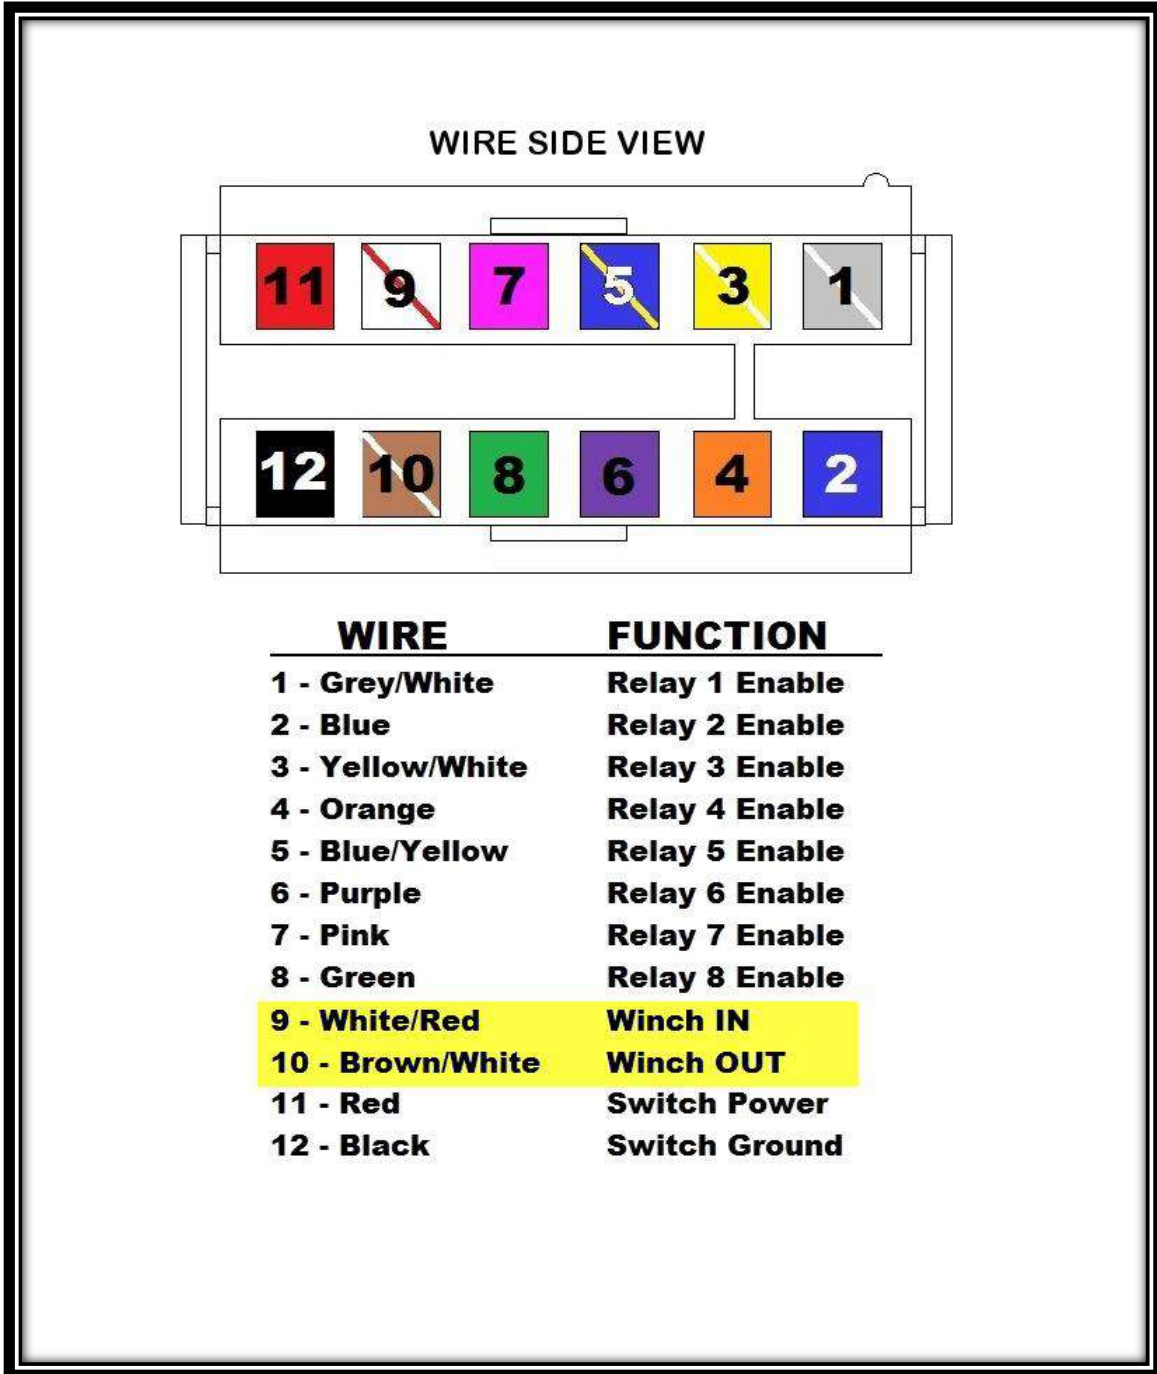 WIRE SIDE VIEW
11 9 7 5 3 1
12 10 8 6 4 2
WIRE FUNCTION
1 - Grey/White Relay 1 Enable
2 - Blue Relay 2 Enable
3 - Yellow/White Relay 3 Enable
4 - Orange Relay 4 Enable
5 - Blue/Yellow Relay 5 Enable
6 - Purple Relay 6 Enable
7 - Pink Relay 7 Enable
8 - Green Relay 8 Enable
9 - White/Red Winch IN
10 - Brown/White Winch OUT
11 - Red Switch Power
12 - Black Switch Ground